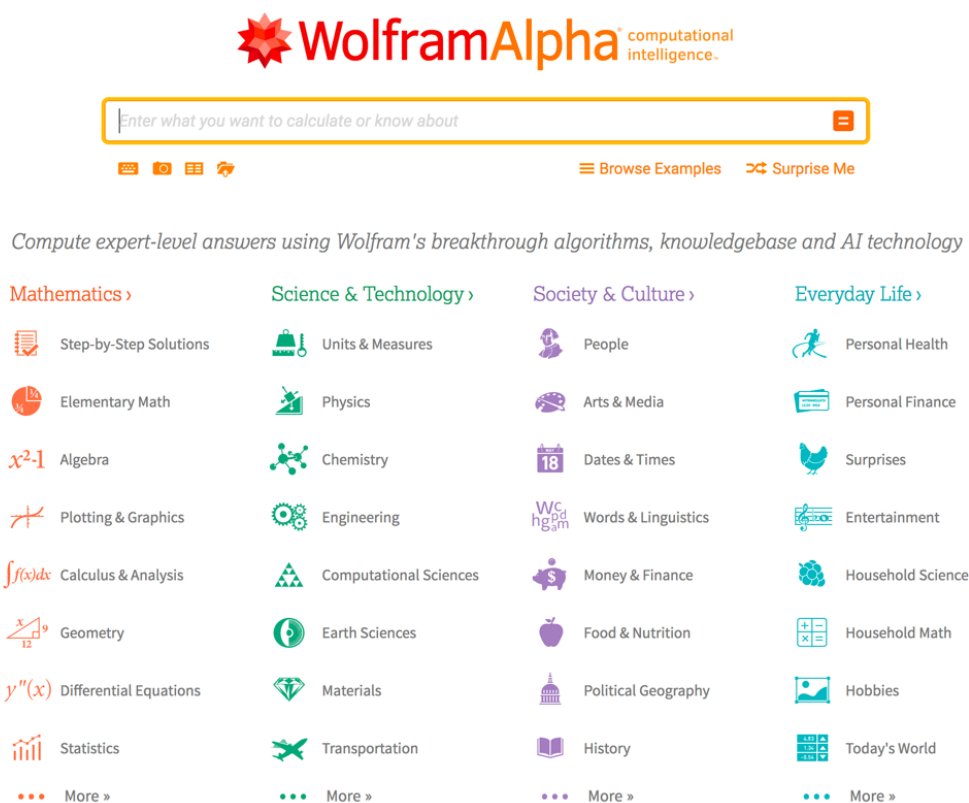 WolframAlpha computational intelligence™
Enter what you want to calculate or know about
Browse Examples Surprise Me
Compute expert-level answers using Wolfram's breakthrough algorithms, knowledgebase and AI technology
Mathematics ›
Step-by-Step Solutions
Elementary Math
x²-1 Algebra
Plotting & Graphics
∫f(x)dx Calculus & Analysis
x 9 12 Geometry
y"(x) Differential Equations
Statistics
More »
Science & Technology ›
Units & Measures
Physics
Chemistry
Engineering
Computational Sciences
Earth Sciences
Materials
Transportation
More »
Society & Culture ›
People
Arts & Media
18 Dates & Times
Words & Linguistics
$ Money & Finance
Food & Nutrition
Political Geography
History
More »
Everyday Life ›
Personal Health
Personal Finance
Surprises
Entertainment
Household Science
+ − × = Household Math
Hobbies
Today's World
More »